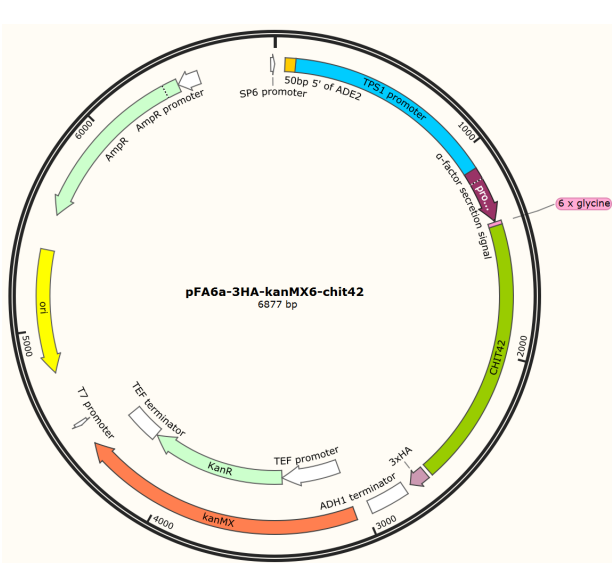 SP6 promoter
50bp 5' of ADE2
TPS1 promoter
1000
pro...
α-factor secretion signal
6 x glycine
CHIT42
2000
3xHA
ADH1 terminator
3000
kanMX
4000
TEF promoter
KanR
TEF terminator
T7 promoter
5000
ori
6000
AmpR
AmpR promoter
pFA6a-3HA-kanMX6-chit42
6877 bp